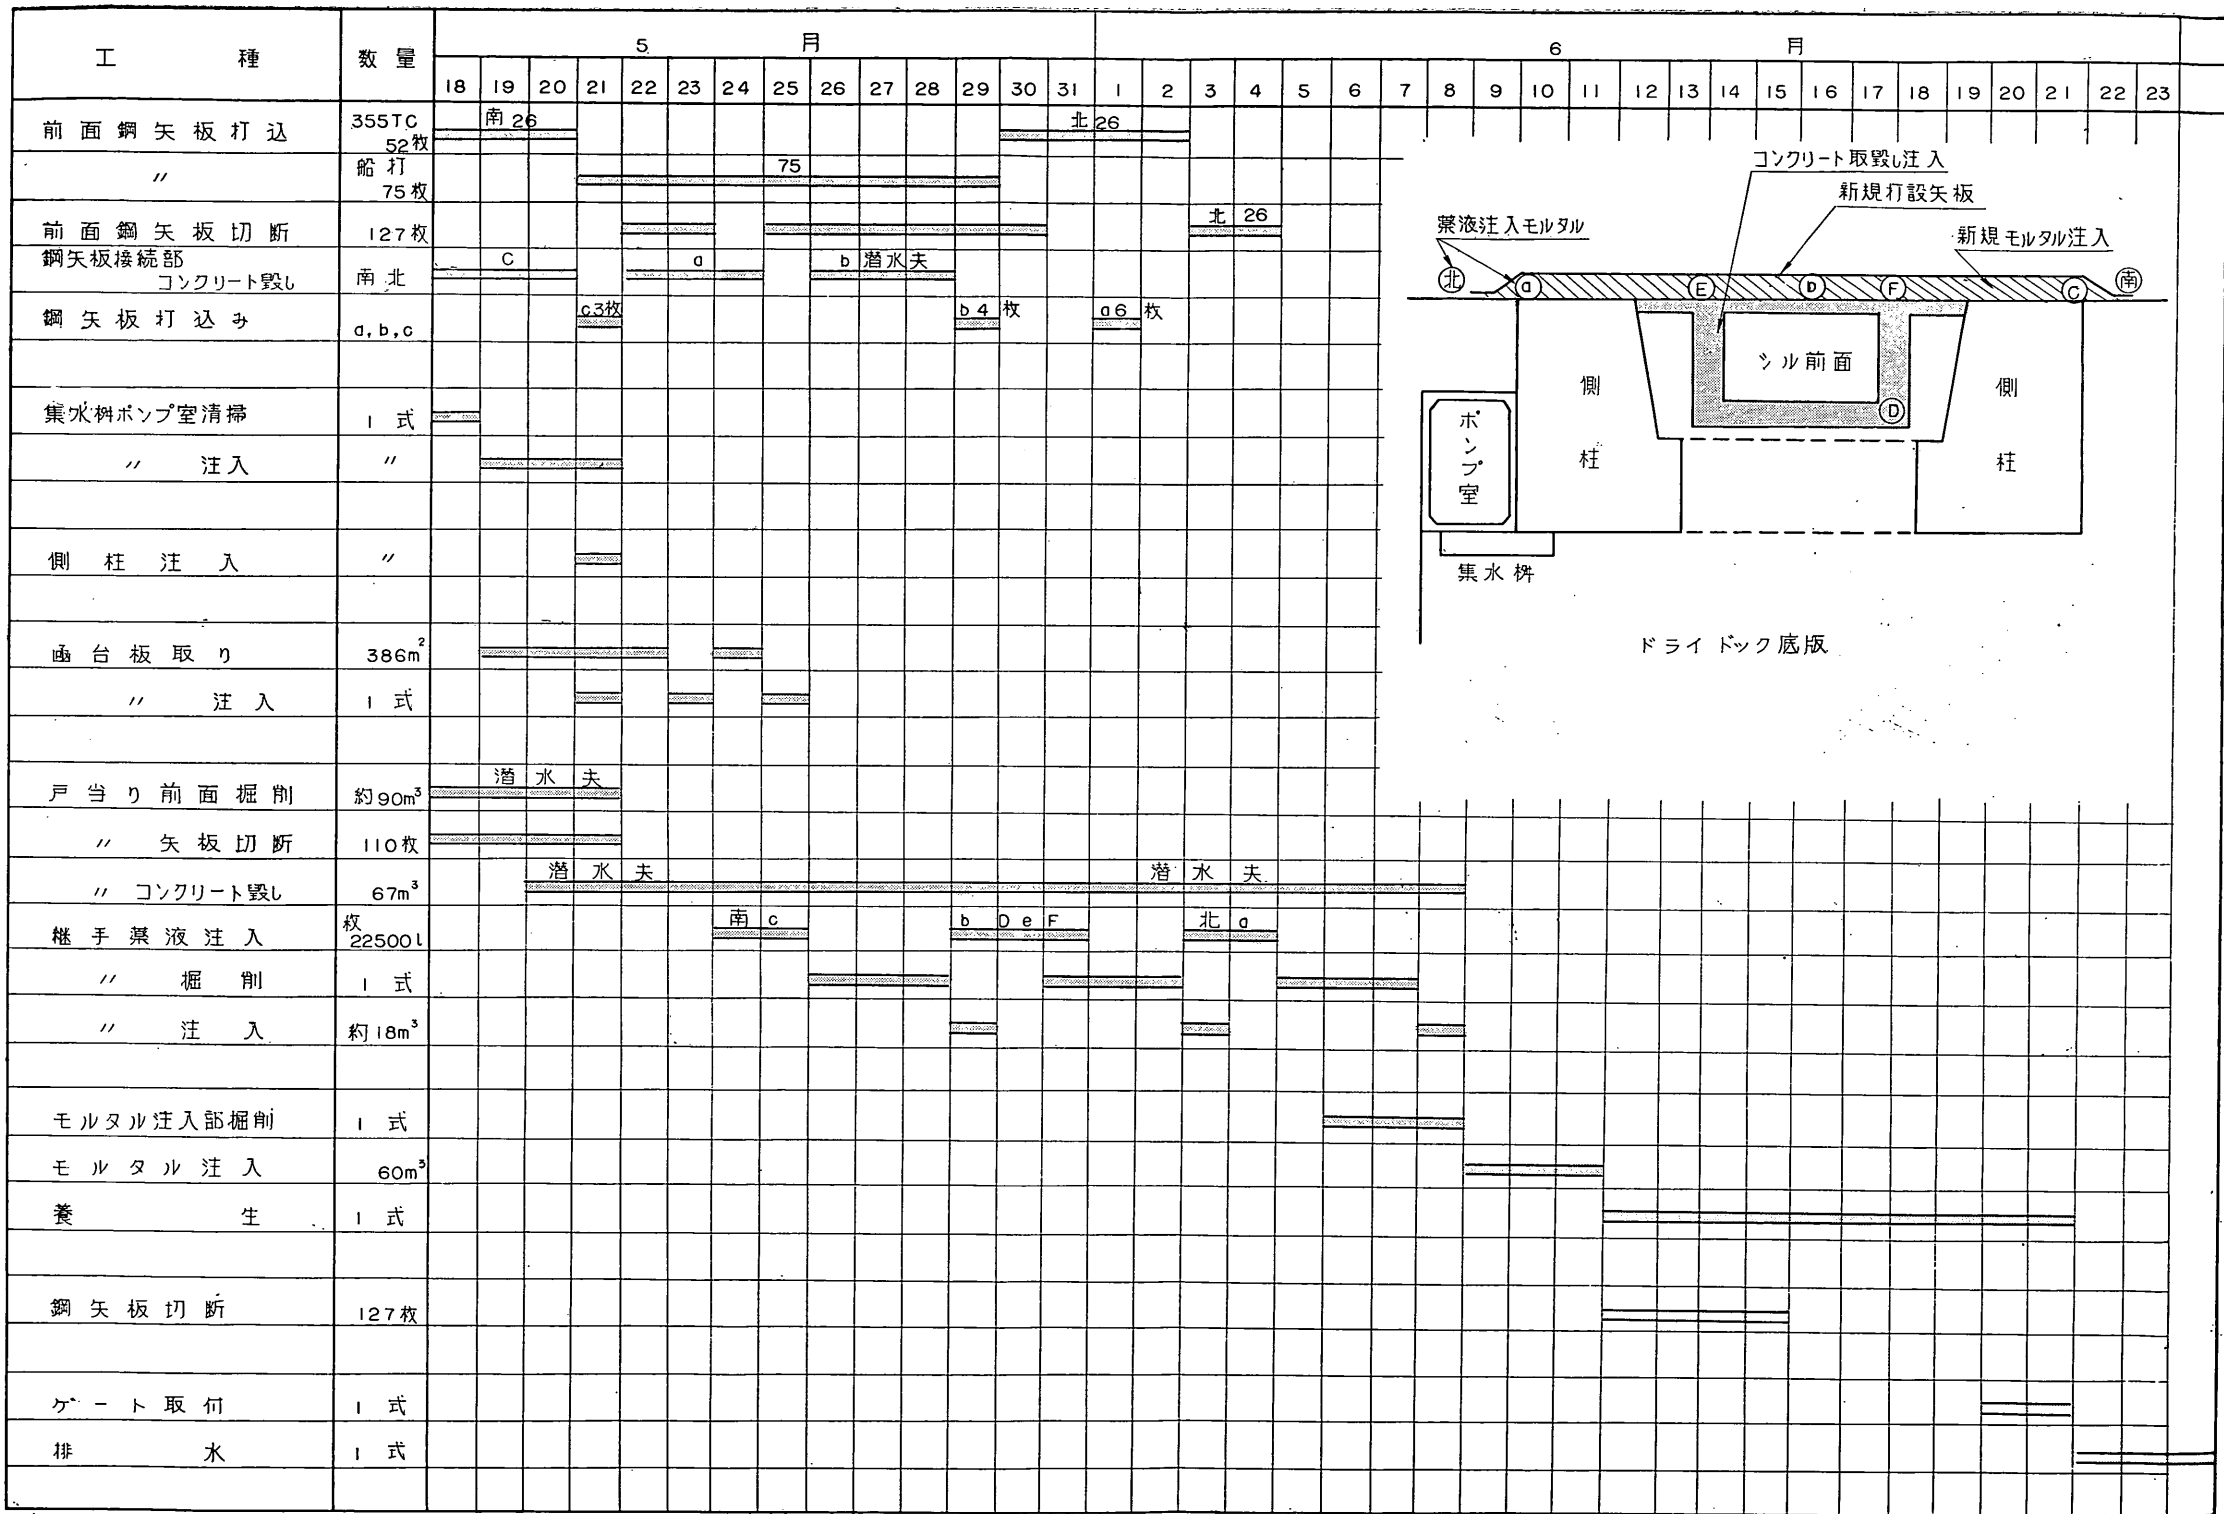 工種 数量 5月 6月
18 19 20 21 22 23 24 25 26 27 28 29 30 31 1 2 3 4 5 6 7 8 9 10 11 12 13 14 15 16 17 18 19 20 21 22 23
前面鋼矢板打込 355TC 52枚 南26 北26
〃 船打 75枚 75
前面鋼矢板切断 127枚 北26
鋼矢板接続部
コンクリート毀し 南北 C a b 潜水夫
鋼矢板打込み a,b,c c3枚 b4枚 a6枚
集水桝ポンプ室清掃 1式
〃 注入 〃
側柱注入 〃
函台板取り 386m²
〃 注入 1式
戸当り前面掘削 約90m³ 潜水夫
〃 矢板切断 110枚
〃 コンクリート毀し 67m³ 潜水夫 潜水夫
継手薬液注入 枚 22500l 南c b D e F 北a
〃 掘削 1式
〃 注入 約18m³
モルタル注入部掘削 1式
モルタル注入 60m³
養生 1式
鋼矢板切断 127枚
ゲート取付 1式
排水 1式
コンクリート取毀し注入
新規打設矢板
薬液注入モルタル
新規モルタル注入
北 a E b F C 南
シル前面
側柱
側柱
D
ポンプ室
集水桝
ドライドック底版